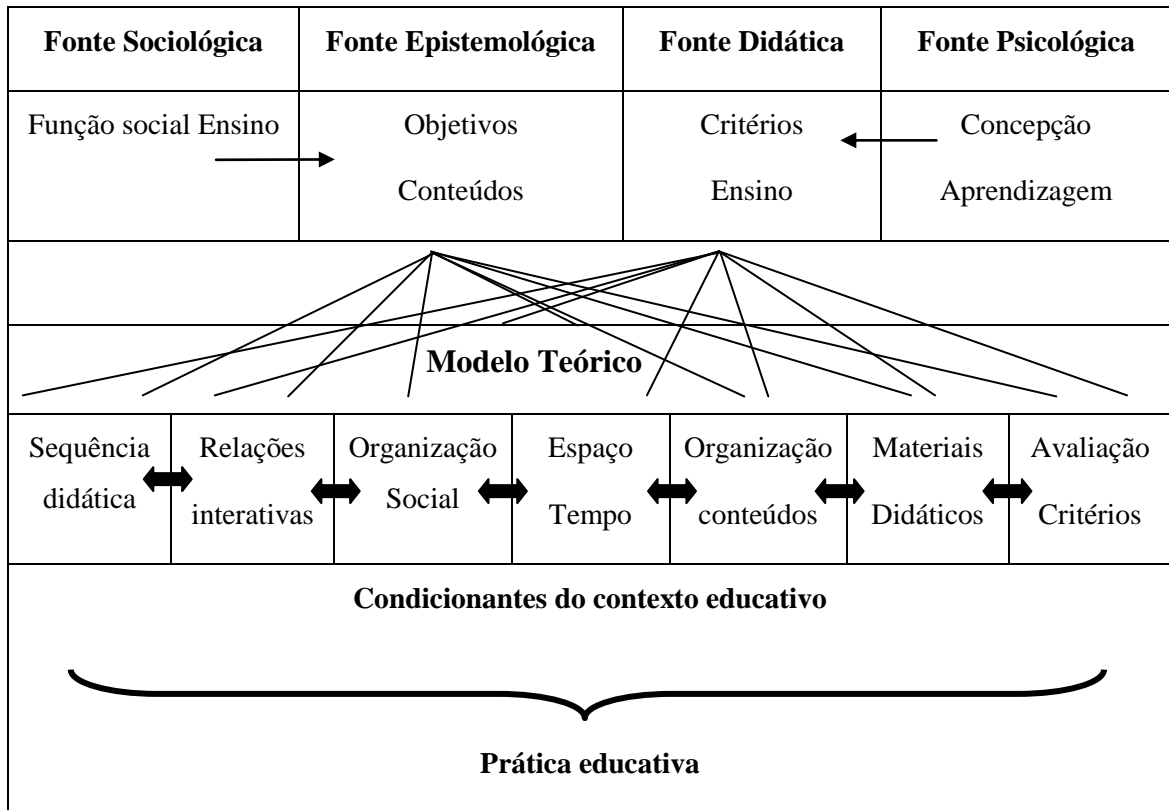 Fonte Sociológica
Fonte Epistemológica
Fonte Didática
Fonte Psicológica
Função social Ensino
Objetivos
Conteúdos
Critérios
Ensino
Concepção
Aprendizagem
Modelo Teórico
Sequência
didática
Relações
interativas
Organização
Social
Espaço
Tempo
Organização
conteúdos
Materiais
Didáticos
Avaliação
Critérios
Condicionantes do contexto educativo
Prática educativa